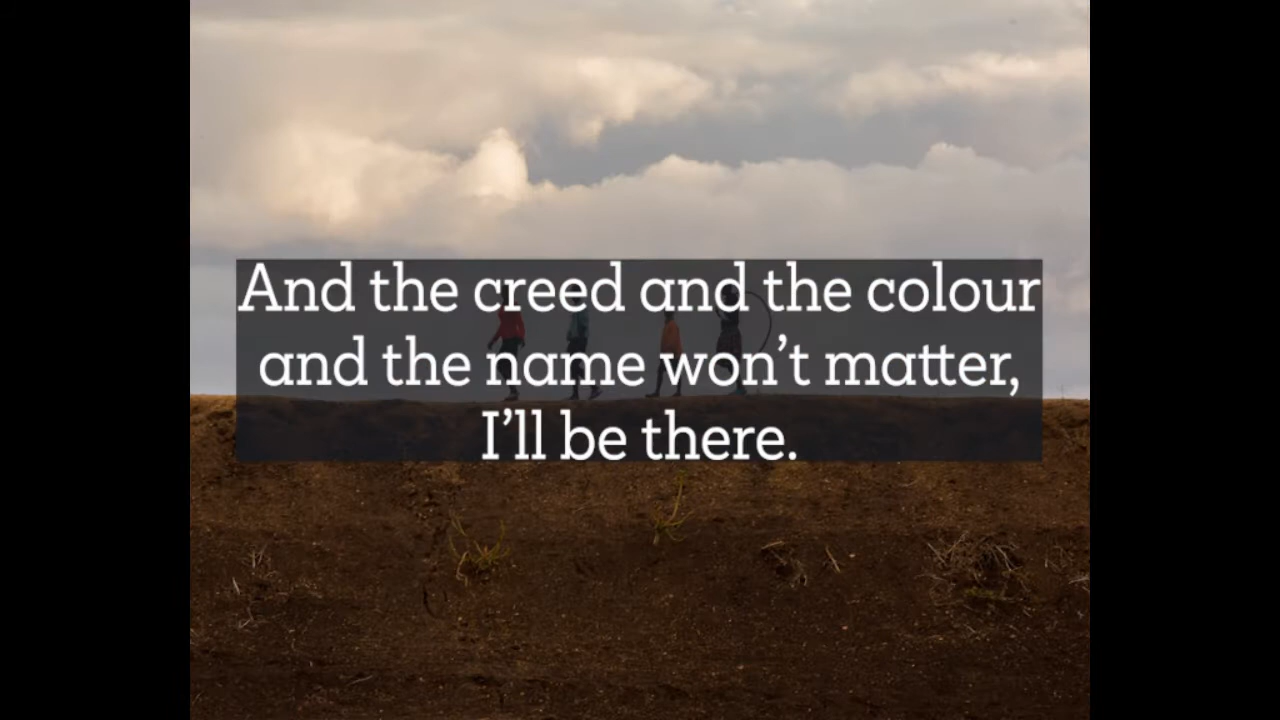 And the creed and the colour
and the name won’t matter,
I’ll be there.